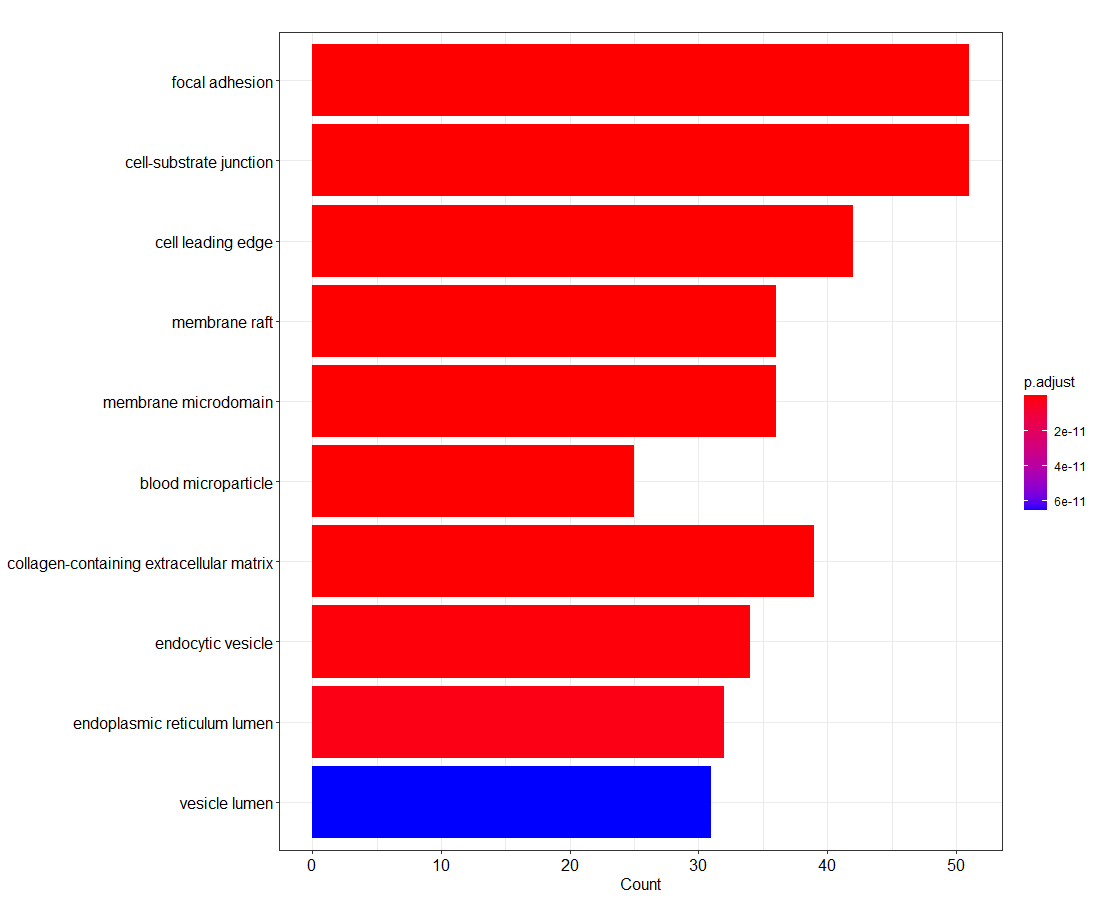 focal adhesion
cell-substrate junction
cell leading edge
membrane raft
membrane microdomain
blood microparticle
collagen-containing extracellular matrix
endocytic vesicle
endoplasmic reticulum lumen
vesicle lumen
0 10 20 30 40 50
Count
p.adjust
2e-11
4e-11
6e-11